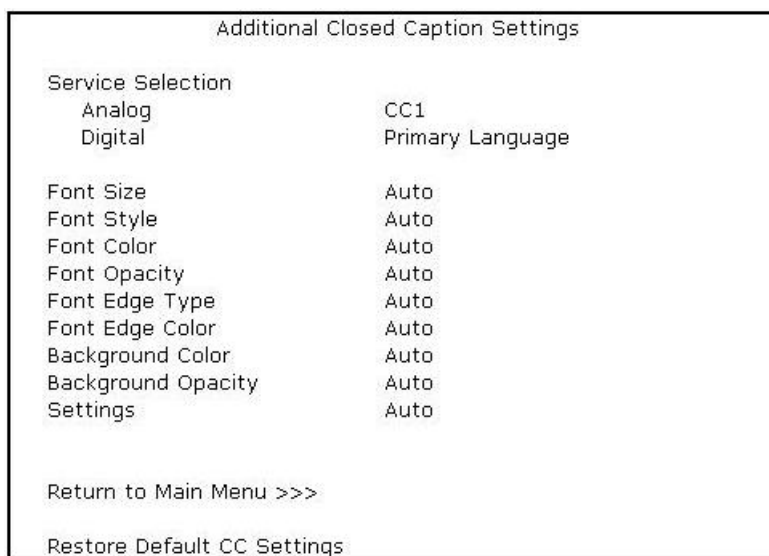 Additional Closed Caption Settings
Service Selection
Analog CC1
Digital Primary Language
Font Size Auto
Font Style Auto
Font Color Auto
Font Opacity Auto
Font Edge Type Auto
Font Edge Color Auto
Background Color Auto
Background Opacity Auto
Settings Auto
Return to Main Menu >>>
Restore Default CC Settings